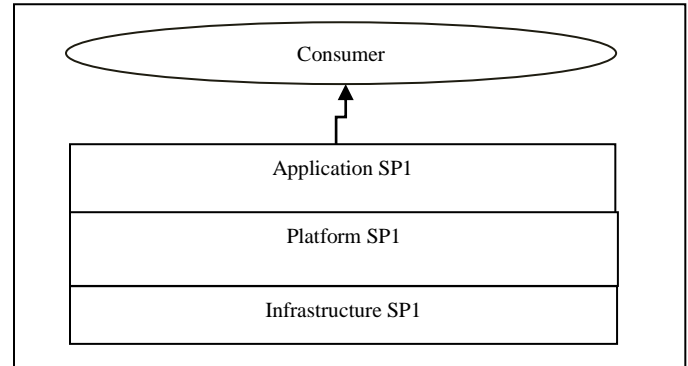 Consumer
Application SP1
Platform SP1
Infrastructure SP1